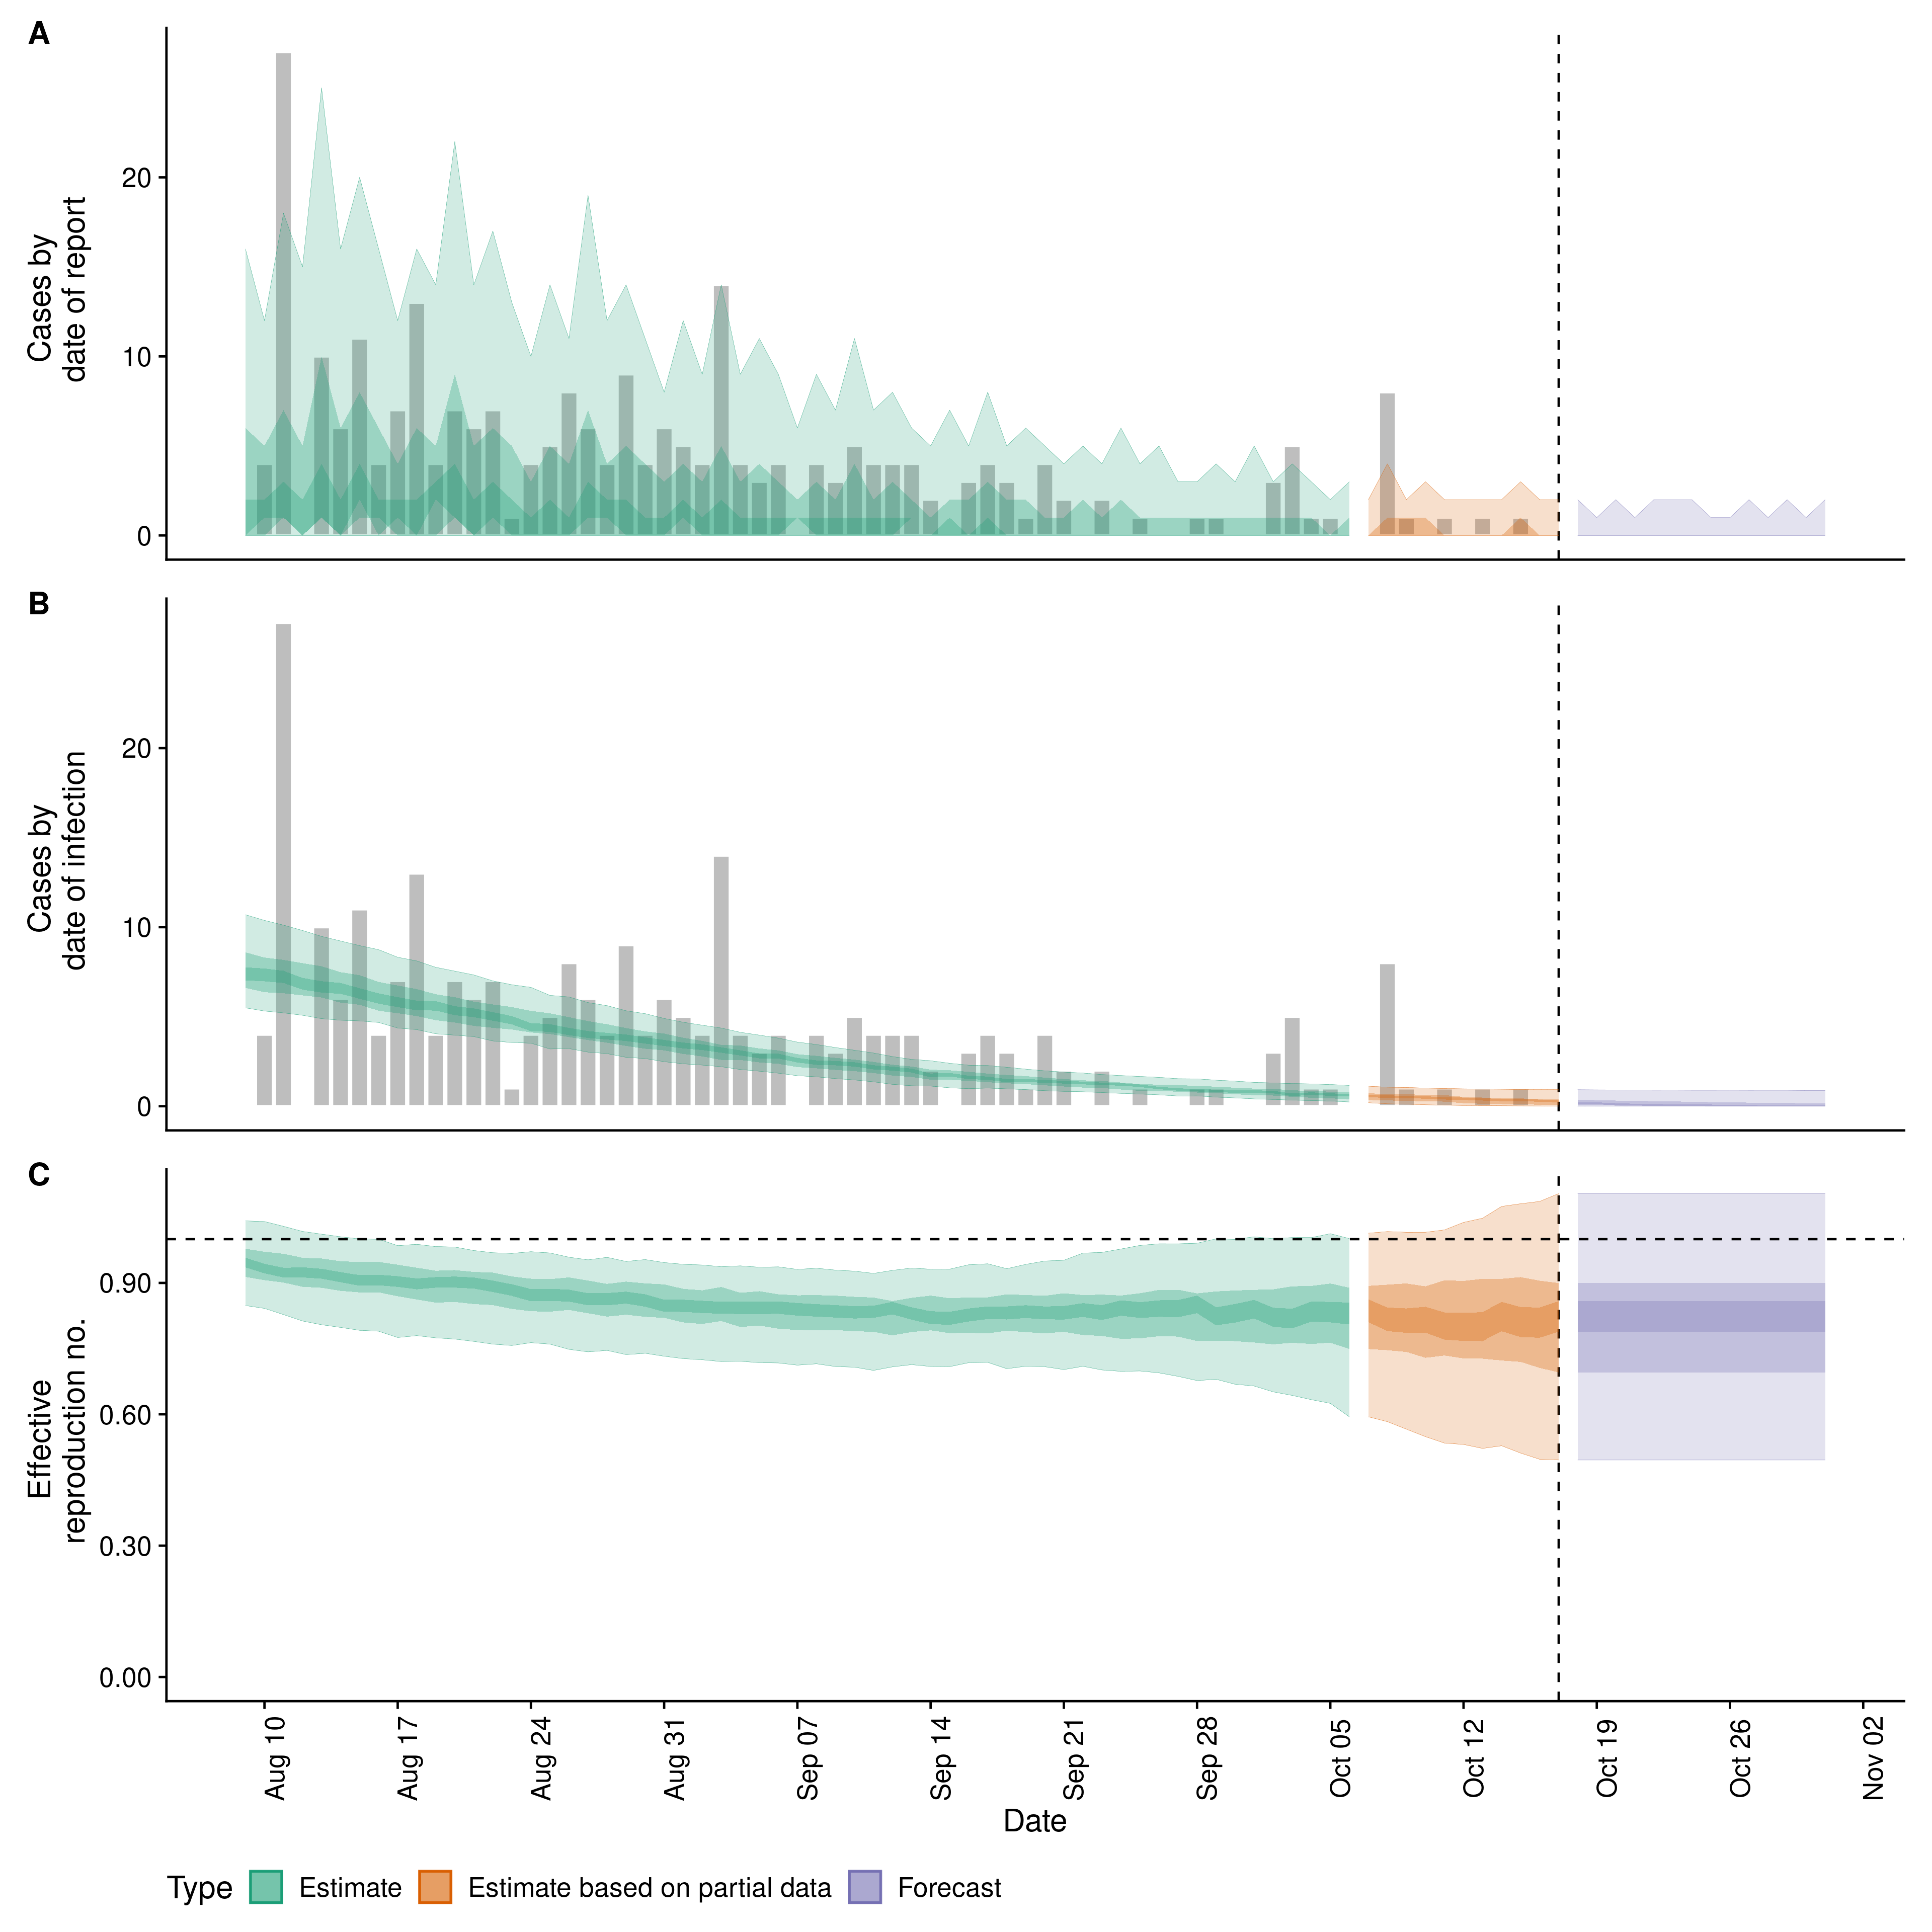 A
Cases by
date of report
20
10
0
B
Cases by
date of infection
20
10
0
C
Effective
reproduction no.
0.90
0.60
0.30
0.00
Aug 10
Aug 17
Aug 24
Aug 31
Sep 07
Sep 14
Sep 21
Sep 28
Oct 05
Oct 12
Oct 19
Oct 26
Nov 02
Date
Type Estimate Estimate based on partial data Forecast